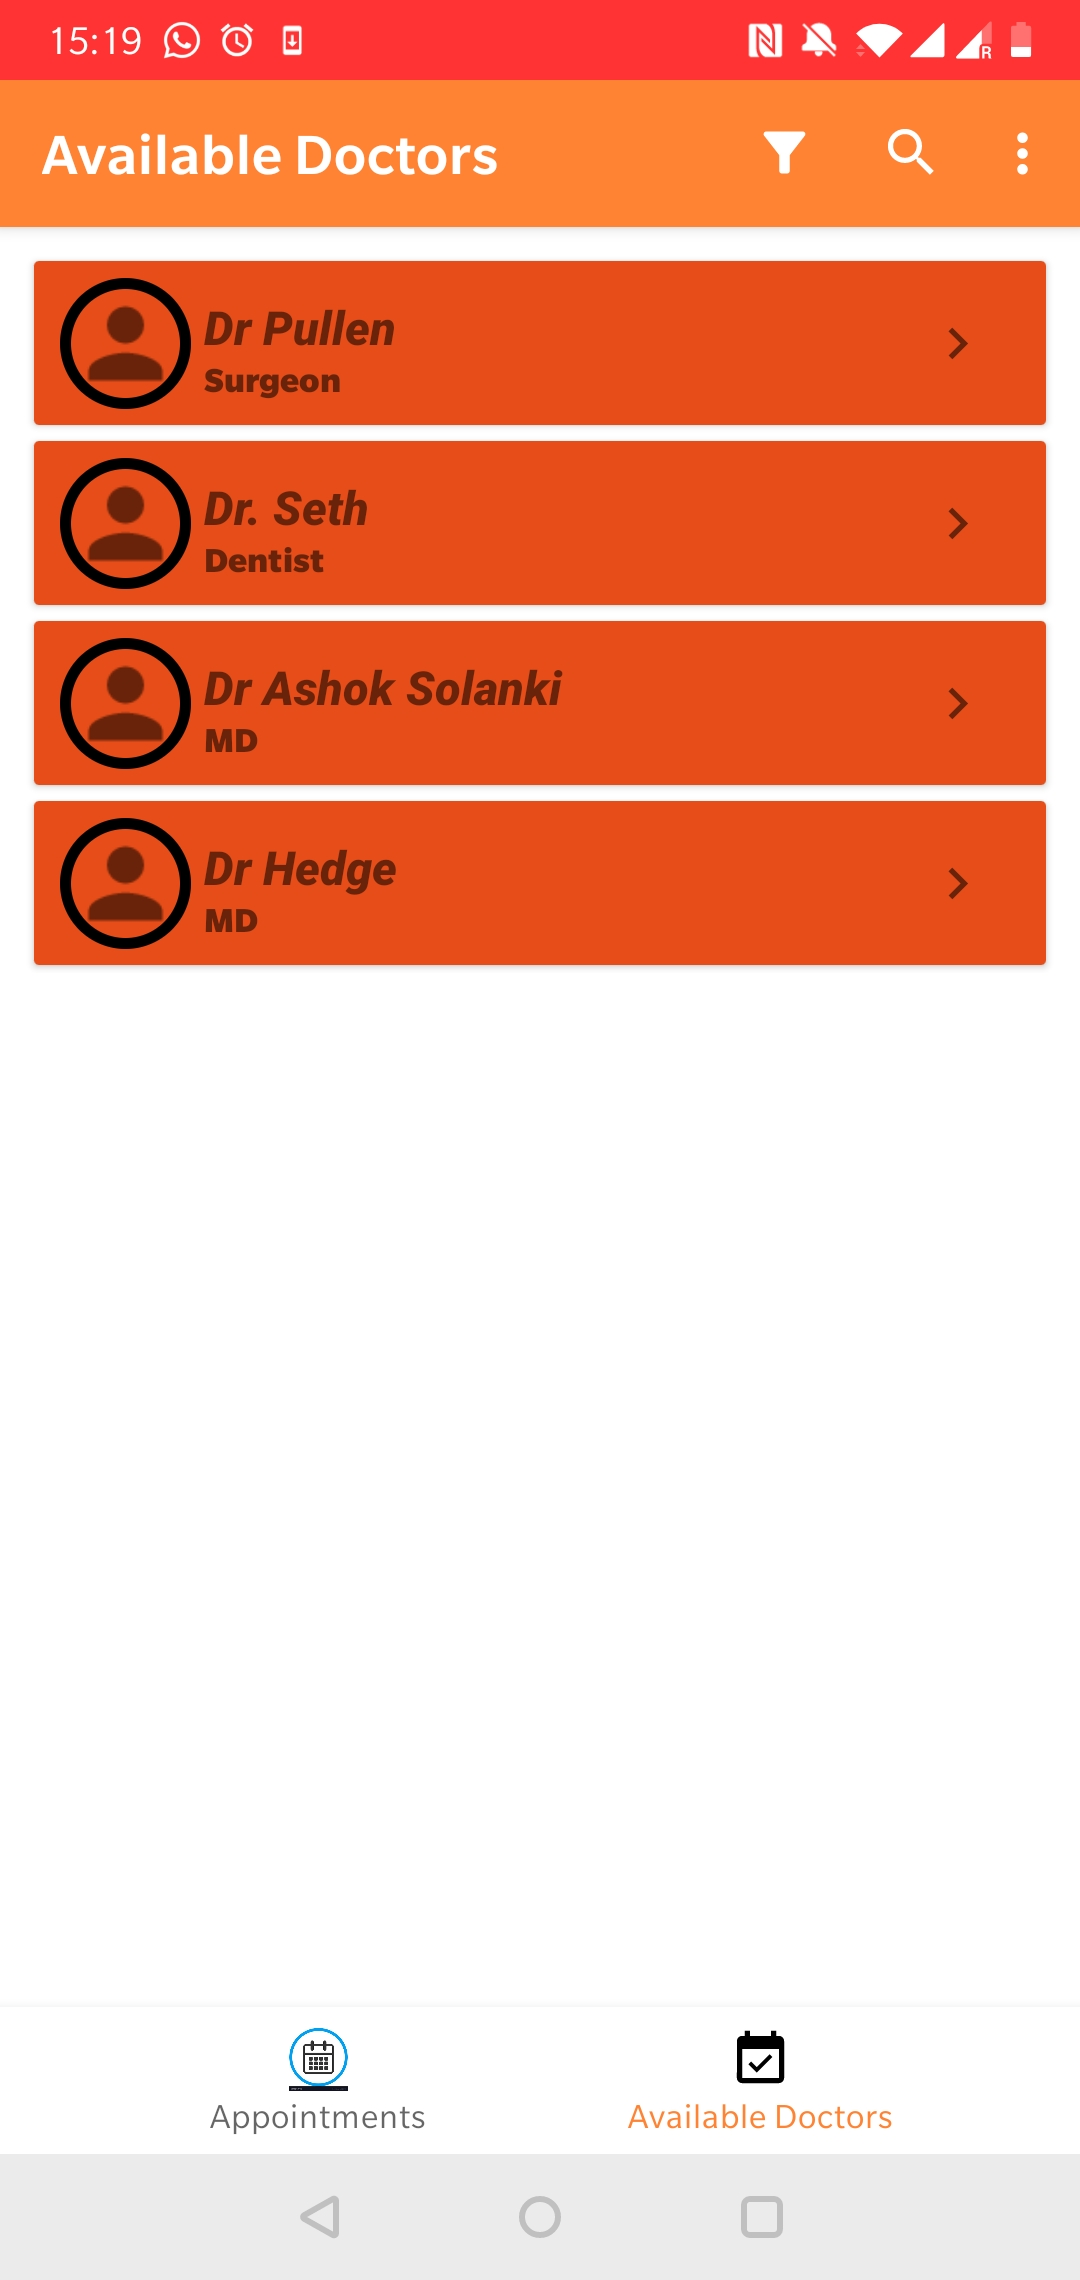 15:19
R
Available Doctors
Dr Pullen
Surgeon
Dr. Seth
Dentist
Dr Ashok Solanki
MD
Dr Hedge
MD
Appointments
Available Doctors